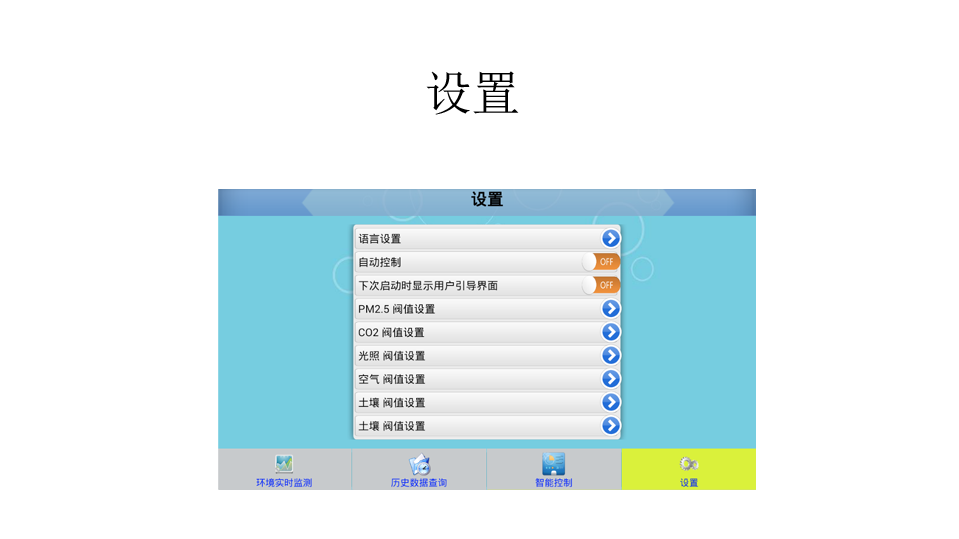 设置
设置
语言设置
自动控制
OFF
下次启动时显示用户引导界面
OFF
PM2.5 阀值设置
CO2 阀值设置
光照 阀值设置
空气 阀值设置
土壤 阀值设置
土壤 阀值设置
环境实时监测
历史数据查询
智能控制
设置